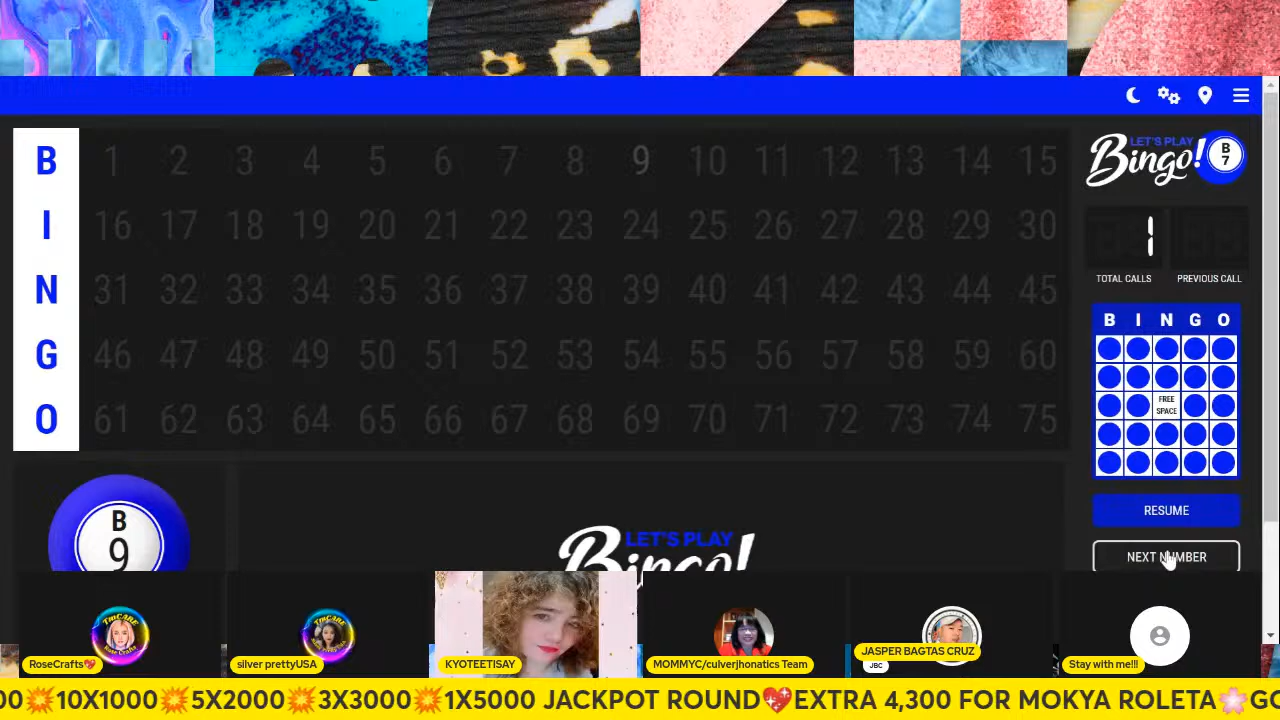 B 1 2 3 4 5 6 7 8 9 10 11 12 13 14 15
I 16 17 18 19 20 21 22 23 24 25 26 27 28 29 30
N 31 32 33 34 35 36 37 38 39 40 41 42 43 44 45
G 46 47 48 49 50 51 52 53 54 55 56 57 58 59 60
O 61 62 63 64 65 66 67 68 69 70 71 72 73 74 75
LET'S PLAY
Bingo!
B
7
1
TOTAL CALLS PREVIOUS CALL
B I N G O
FREE
SPACE
RESUME
NEXT NUMBER
B
9
LET'S PLAY
Bingo!
TmCARE
TmCARE
RoseCrafts💖
silver prettyUSA
KYOTEETISAY
MOMMYC/culverjhonatics Team
JASPER BAGTAS CRUZ
JBC
Stay with me!!!
00💥10X1000💥5X2000💥3X3000💥1X5000 JACKPOT ROUND💖EXTRA 4,300 FOR MOKYA ROLETA🌸GO